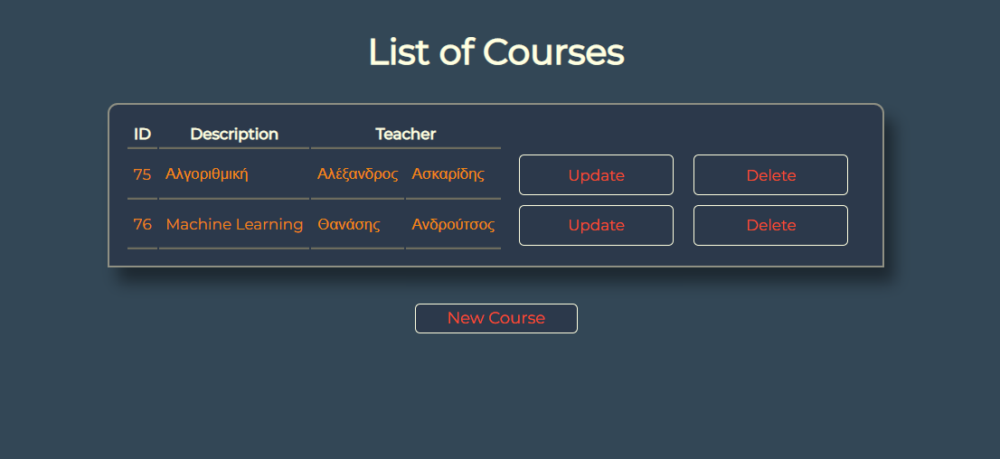 List of Courses
ID Description Teacher
75 Αλγοριθμική Αλέξανδρος Ασκαρίδης Update Delete
76 Machine Learning Θανάσης Ανδρούτσος Update Delete
New Course